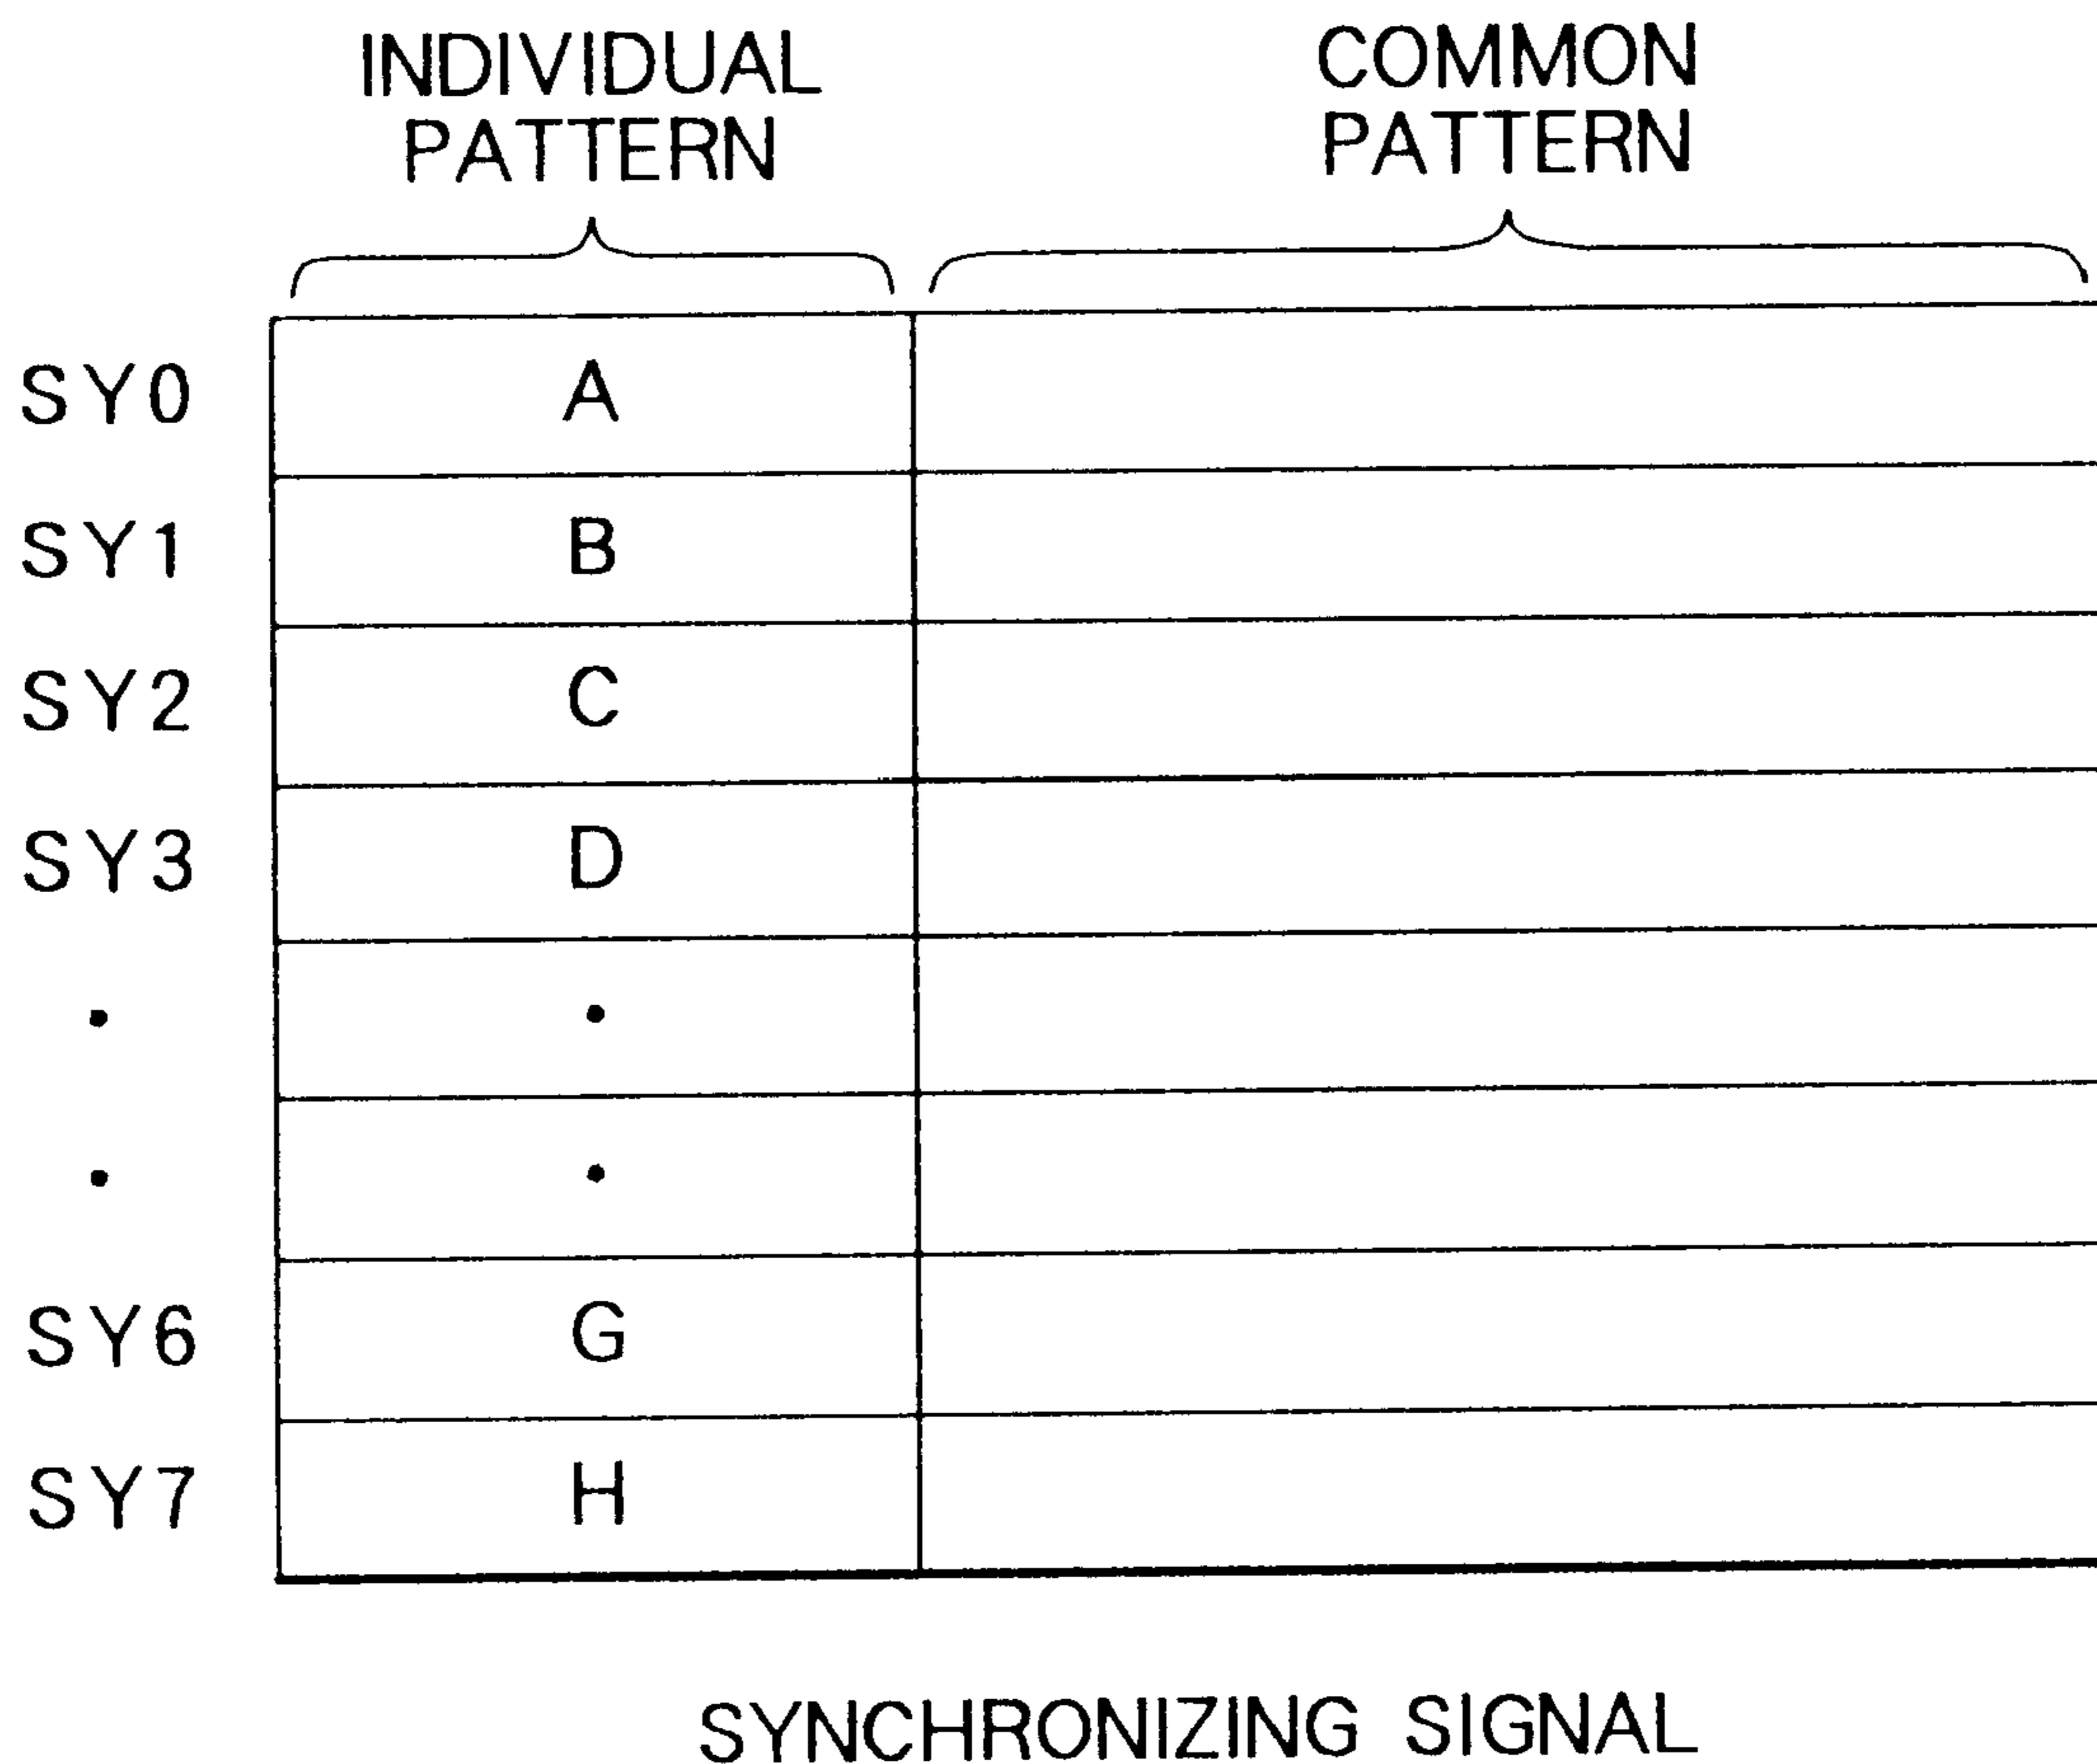 INDIVIDUAL
PATTERN
COMMON
PATTERN
SY0 A
SY1 B
SY2 C
SY3 D
• •
• •
SY6 G
SY7 H
SYNCHRONIZING SIGNAL